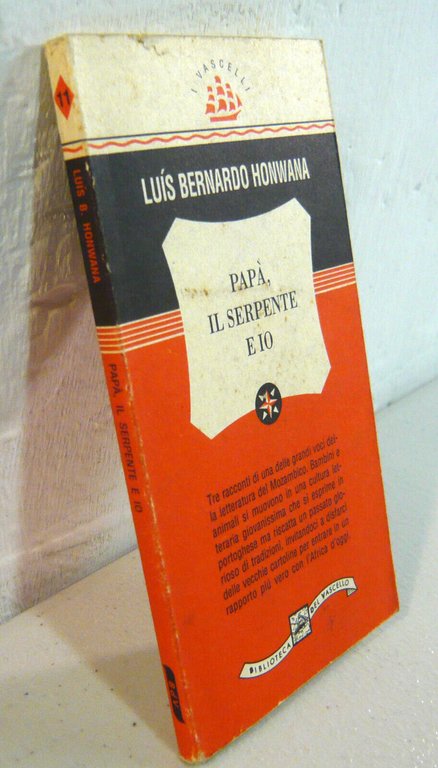 I VASCELLI
LUÍS BERNARDO HONWANA
PAPÀ,
IL SERPENTE
E IO
Tre racconti di una delle grandi voci del-
la letteratura del Mozambico. Bambini e
animali si muovono in una cultura let-
teraria giovanissima che si esprime in
portoghese ma riscatta un passato glo-
rioso di tradizioni, invitandoci a disfarci
delle vecchie cartoline per entrare in un
rapporto più vero con l'Africa d'oggi.
BIBLIOTECA DEL VASCELLO
11
LUÍS B. HONWANA
PAPÀ, IL SERPENTE E IO